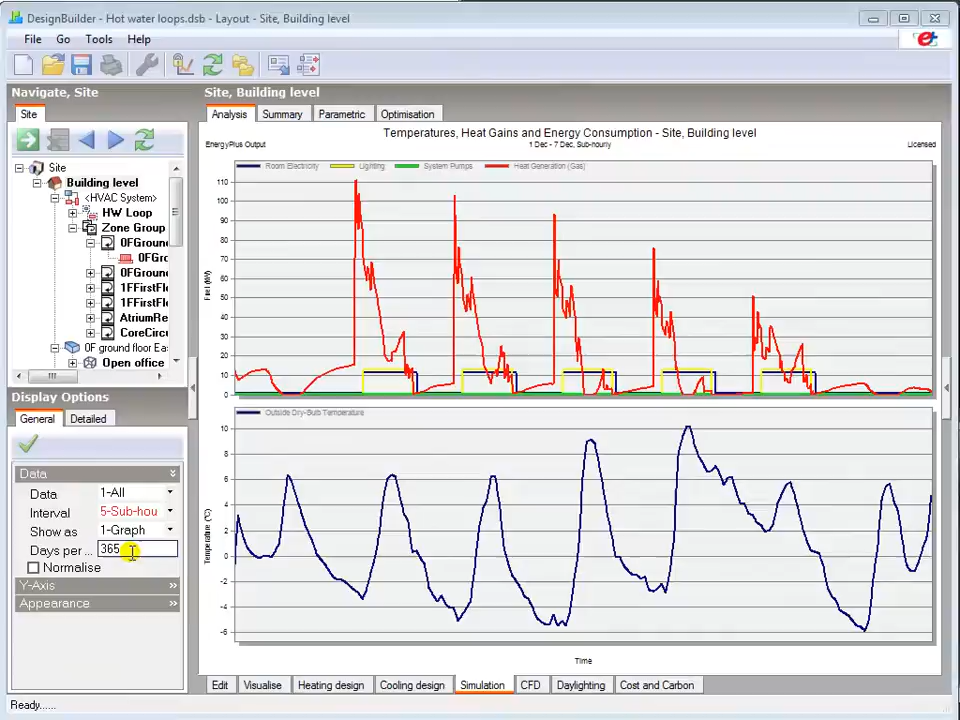 DesignBuilder - Hot water loops.dsb - Layout - Site, Building level
File Go Tools Help
et
Navigate, Site
Site
Site
Building level
<HVAC System>
HW Loop
Zone Group
0FGround
0FGro
0FGround
1FFirstFl
1FFirstFl
AtriumRe
CoreCirc
0F ground floor Eas
Open office
Display Options
General Detailed
Data
Data 1-All
Interval 5-Sub-hou
Show as 1-Graph
Days per ... 365
Normalise
Y-Axis
Appearance
Site, Building level
Analysis Summary Parametric Optimisation
Temperatures, Heat Gains and Energy Consumption - Site, Building level
EnergyPlus Output 1 Dec - 7 Dec, Sub-hourly Licensed
Room Electricity Lighting System Pumps Heat Generation (Gas)
Fuel (kW)
110
100
90
80
70
60
50
40
30
20
10
0
Outside Dry-Bulb Temperature
Temperature (°C)
10
8
6
4
2
0
-2
-4
-6
Time
Edit Visualise Heating design Cooling design Simulation CFD Daylighting Cost and Carbon
Ready.....